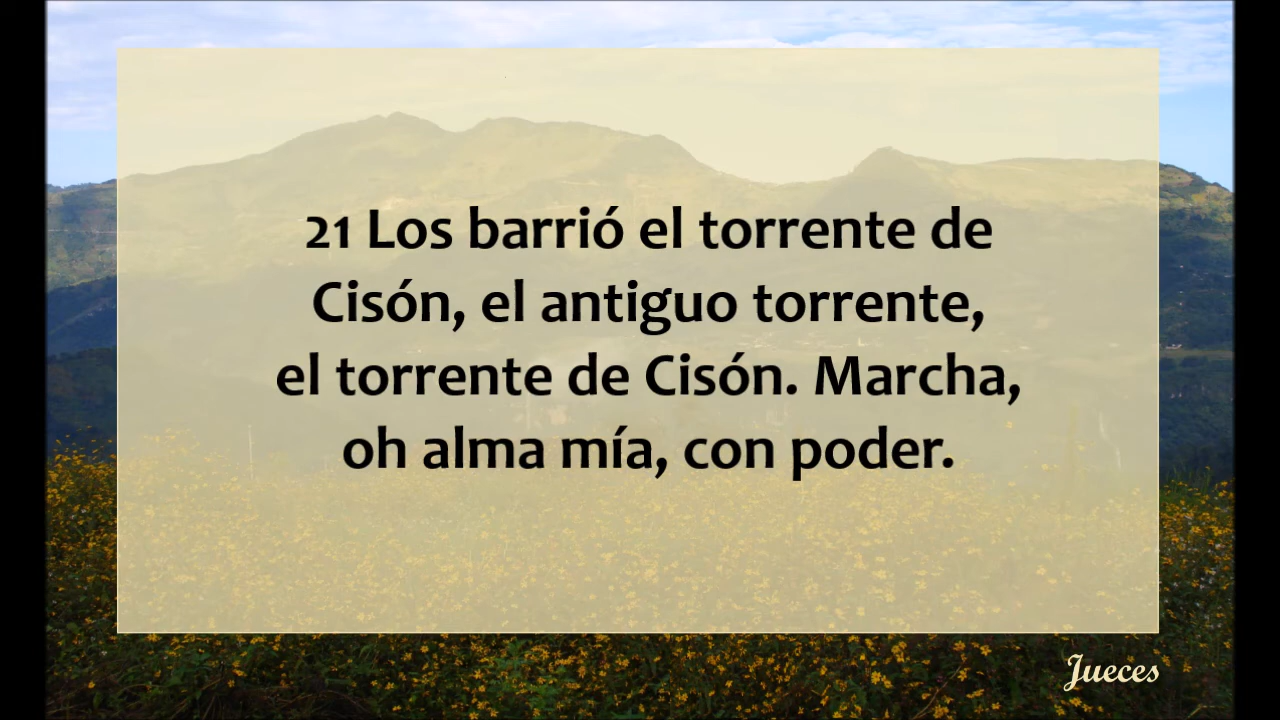 21 Los barrió el torrente de
Cisón, el antiguo torrente,
el torrente de Cisón. Marcha,
oh alma mía, con poder.
Jueces